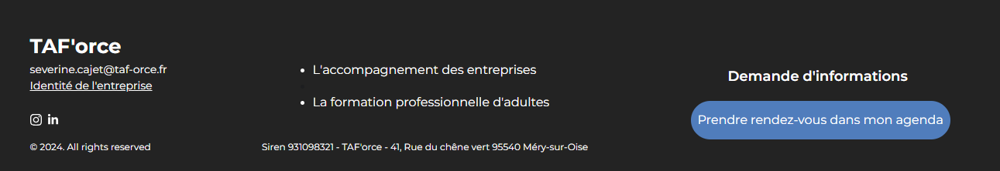 TAF'orce
severine.cajet@taf-orce.fr
Identité de l'entreprise
© 2024. All rights reserved
L'accompagnement des entreprises
La formation professionnelle d'adultes
Siren 931098321 - TAF'orce - 41, Rue du chêne vert 95540 Méry-sur-Oise
Demande d'informations
Prendre rendez-vous dans mon agenda